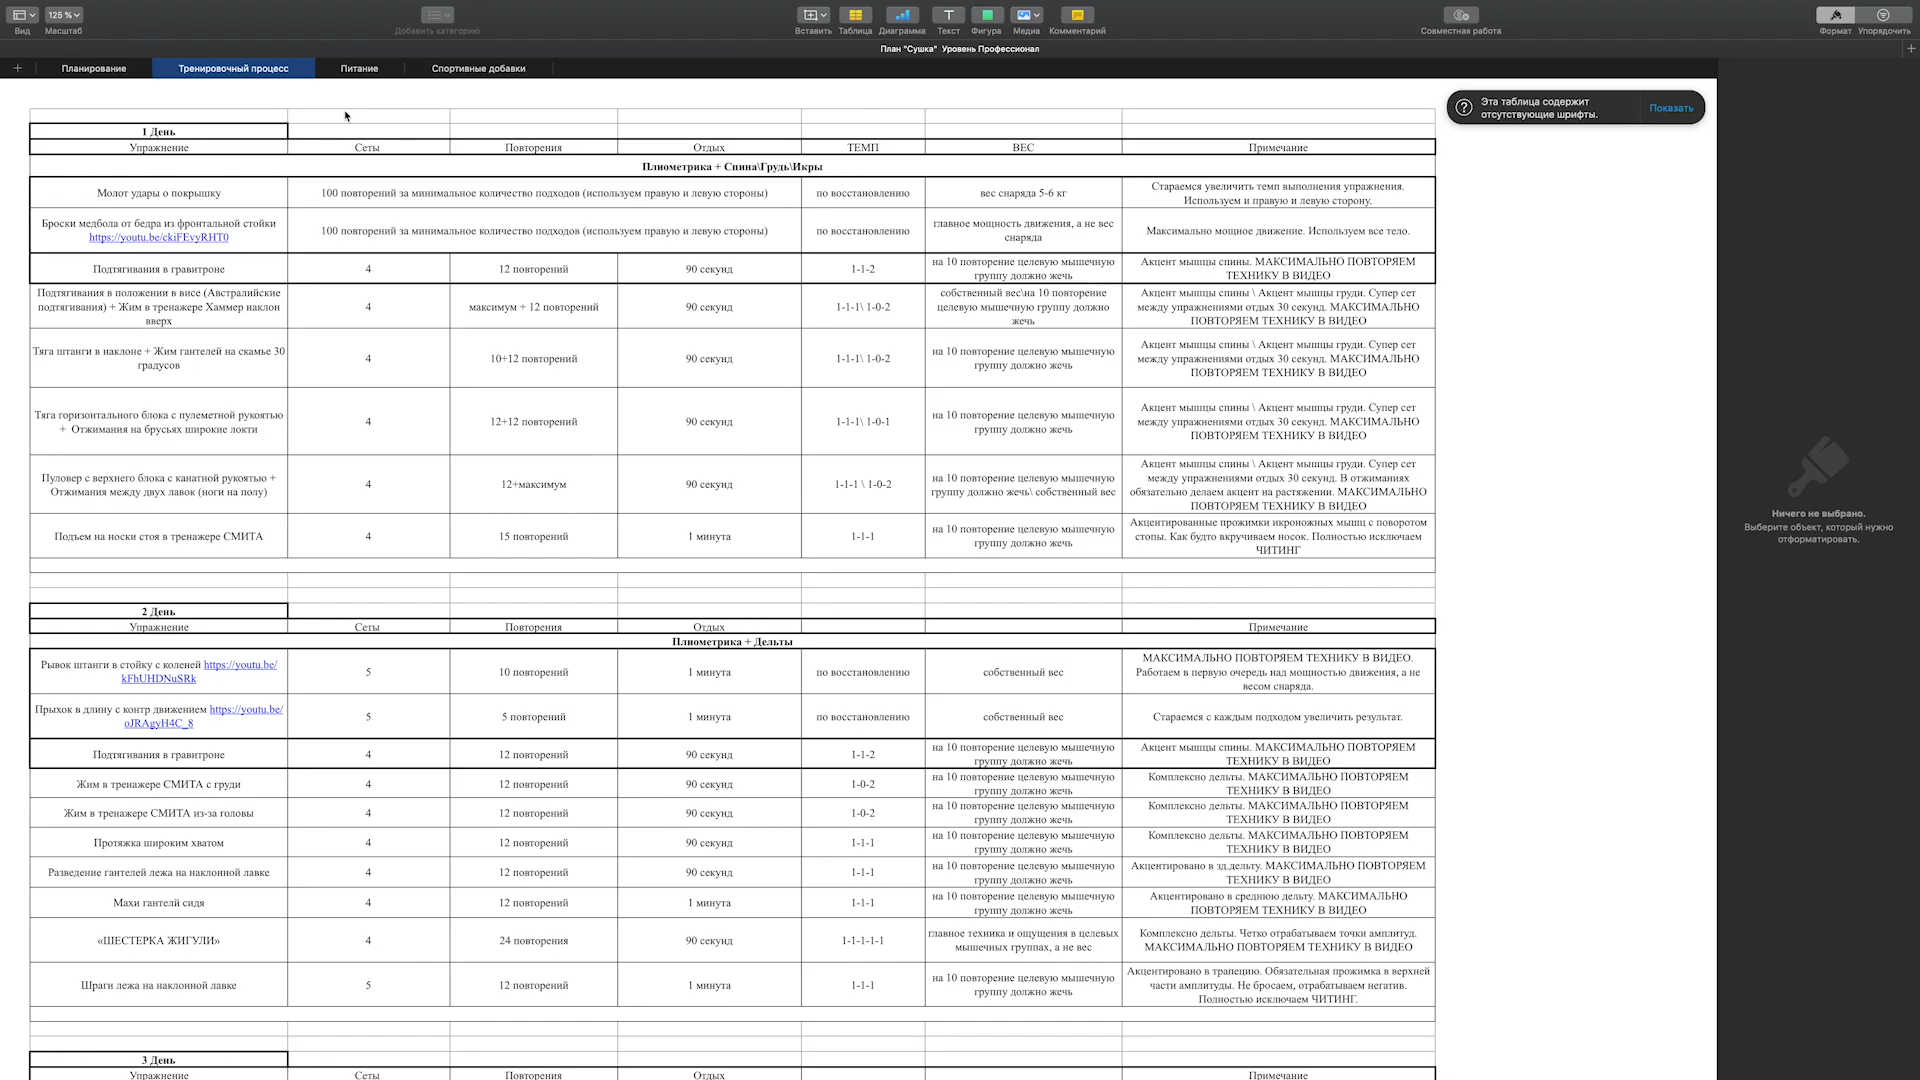 125 %
Вид
Масштаб
Добавить категорию
Вставить
Таблица
Диаграмма
Текст
Фигура
Медиа
Комментарий
Совместная работа
Формат
Упорядочить
План "Сушка" Уровень Профессионал
Планирование
Тренировочный процесс
Питание
Спортивные добавки
Эта таблица содержит
отсутствующие шрифты.
Показать
Ничего не выбрано.
Выберите объект, который нужно
отформатировать.
1 День
Упражнение Сеты Повторения Отдых ТЕМП ВЕС Примечание
Плиометрика + Спина\Грудь\Икры
Молот удары о покрышку
100 повторений за минимальное количество подходов (используем правую и левую стороны)
по восстановлению
вес снаряда 5-6 кг
Стараемся увеличить темп выполнения упражнения.
Используем и правую и левую сторону.
Броски медбола от бедра из фронтальной стойки
https://youtu.be/ckiFEvyRHT0
100 повторений за минимальное количество подходов (используем правую и левую стороны)
по восстановлению
главное мощность движения, а не вес
снаряда
Максимально мощное движение. Используем все тело.
Подтягивания в гравитроне
4
12 повторений
90 секунд
1-1-2
на 10 повторение целевую мышечную
группу должно жечь
Акцент мышцы спины. МАКСИМАЛЬНО ПОВТОРЯЕМ
ТЕХНИКУ В ВИДЕО
Подтягивания в положении в висе (Австралийские
подтягивания) + Жим в тренажере Хаммер наклон
вверх
4
максимум + 12 повторений
90 секунд
1-1-1\ 1-0-2
собственный вес\на 10 повторение
целевую мышечную группу должно
жечь
Акцент мышцы спины \ Акцент мышцы груди. Супер сет
между упражнениями отдых 30 секунд. МАКСИМАЛЬНО
ПОВТОРЯЕМ ТЕХНИКУ В ВИДЕО
Тяга штанги в наклоне + Жим гантелей на скамье 30
градусов
4
10+12 повторений
90 секунд
1-1-1\ 1-0-2
на 10 повторение целевую мышечную
группу должно жечь
Акцент мышцы спины \ Акцент мышцы груди. Супер сет
между упражнениями отдых 30 секунд. МАКСИМАЛЬНО
ПОВТОРЯЕМ ТЕХНИКУ В ВИДЕО
Тяга горизонтального блока с пулеметной рукоятью
+ Отжимания на брусьях широкие локти
4
12+12 повторений
90 секунд
1-1-1\ 1-0-1
на 10 повторение целевую мышечную
группу должно жечь
Акцент мышцы спины \ Акцент мышцы груди. Супер сет
между упражнениями отдых 30 секунд. МАКСИМАЛЬНО
ПОВТОРЯЕМ ТЕХНИКУ В ВИДЕО
Пуловер с верхнего блока с канатной рукоятью +
Отжимания между двух лавок (ноги на полу)
4
12+максимум
90 секунд
1-1-1 \ 1-0-2
на 10 повторение целевую мышечную
группу должно жечь\ собственный вес
Акцент мышцы спины \ Акцент мышцы груди. Супер сет
между упражнениями отдых 30 секунд. В отжиманиях
обязательно делаем акцент на растяжении. МАКСИМАЛЬНО
ПОВТОРЯЕМ ТЕХНИКУ В ВИДЕО
Подъем на носки стоя в тренажере СМИТА
4
15 повторений
1 минута
1-1-1
на 10 повторение целевую мышечную
группу должно жечь
Акцентированные прожимки икроножных мышц с поворотом
стопы. Как будто вкручиваем носок. Полностью исключаем
ЧИТИНГ
2 День
Упражнение Сеты Повторения Отдых Примечание
Плиометрика + Дельты
Рывок штанги в стойку с коленей https://youtu.be/
kFhUHDNuSRk
5
10 повторений
1 минута
по восстановлению
собственный вес
МАКСИМАЛЬНО ПОВТОРЯЕМ ТЕХНИКУ В ВИДЕО.
Работаем в первую очередь над мощностью движения, а не
весом снаряда.
Прыжок в длину с контр движением https://youtu.be/
oJRAgyH4C_8
5
5 повторений
1 минута
по восстановлению
собственный вес
Стараемся с каждым подходом увеличить результат.
Подтягивания в гравитроне
4
12 повторений
90 секунд
1-1-2
на 10 повторение целевую мышечную
группу должно жечь
Акцент мышцы спины. МАКСИМАЛЬНО ПОВТОРЯЕМ
ТЕХНИКУ В ВИДЕО
Жим в тренажере СМИТА с груди
4
12 повторений
90 секунд
1-0-2
на 10 повторение целевую мышечную
группу должно жечь
Комплексно дельты. МАКСИМАЛЬНО ПОВТОРЯЕМ
ТЕХНИКУ В ВИДЕО
Жим в тренажере СМИТА из-за головы
4
12 повторений
90 секунд
1-0-2
на 10 повторение целевую мышечную
группу должно жечь
Комплексно дельты. МАКСИМАЛЬНО ПОВТОРЯЕМ
ТЕХНИКУ В ВИДЕО
Протяжка широким хватом
4
12 повторений
90 секунд
1-1-1
на 10 повторение целевую мышечную
группу должно жечь
Комплексно дельты. МАКСИМАЛЬНО ПОВТОРЯЕМ
ТЕХНИКУ В ВИДЕО
Разведение гантелей лежа на наклонной лавке
4
12 повторений
90 секунд
1-1-1
на 10 повторение целевую мышечную
группу должно жечь
Акцентировано в зд.дельту. МАКСИМАЛЬНО ПОВТОРЯЕМ
ТЕХНИКУ В ВИДЕО
Махи гантелй сидя
4
12 повторений
1 минута
1-1-1
на 10 повторение целевую мышечную
группу должно жечь
Акцентировано в среднюю дельту. МАКСИМАЛЬНО
ПОВТОРЯЕМ ТЕХНИКУ В ВИДЕО
«ШЕСТЕРКА ЖИГУЛИ»
4
24 повторения
90 секунд
1-1-1-1-1
главное техника и ощущения в целевых
мышечных группах, а не вес
Комплексно дельты. Четко отрабатываем точки амплитуд.
МАКСИМАЛЬНО ПОВТОРЯЕМ ТЕХНИКУ В ВИДЕО
Шраги лежа на наклонной лавке
5
12 повторений
1 минута
1-1-1
на 10 повторение целевую мышечную
группу должно жечь
Акцентировано в трапецию. Обязательная прожимка в верхней
части амплитуды. Не бросаем, отрабатываем негатив.
Полностью исключаем ЧИТИНГ.
3 День
Упражнение Сеты Повторения Отдых Примечание